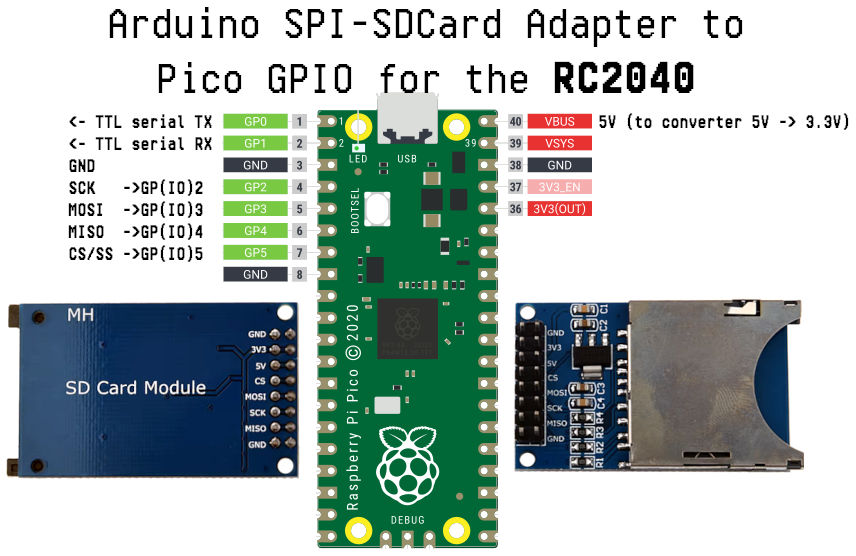 Arduino SPI-SDCard Adapter to
Pico GPIO for the RC2040
<- TTL serial TX GP0 1
<- TTL serial RX GP1 2
GND GND 3
SCK ->GP(IO)2 GP2 4
MOSI ->GP(IO)3 GP3 5
MISO ->GP(IO)4 GP4 6
CS/SS ->GP(IO)5 GP5 7
GND 8
1
2
LED
USB
39
BOOTSEL
Raspberry Pi Pico © 2020
DEBUG
40 VBUS 5V (to converter 5V -> 3.3V)
39 VSYS
38 GND
37 3V3_EN
36 3V3(OUT)
MH
SD Card Module
GND
3V3
5V
CS
MOSI
SCK
MISO
GND
GND
3V3
5V
CS
MOSI
SCK
MISO
GND
C1
C2
C3
C4
R4
R3
R2
R1